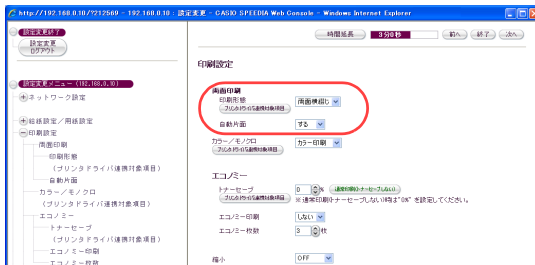 http://192.168.0.10/?212569 - 192.168.0.10 : 設定変更 - CASIO SPEEDIA Web Console - Windows Internet Explorer
設定変更終了
設定変更
ログアウト
時間延長
3分0秒
前へ
終了
次へ
設定変更メニュー (192.168.0.10)
ネットワーク設定
給紙設定/用紙設定
印刷設定
両面印刷
印刷形態
(プリンタドライバ連携対象項目)
自動片面
カラー/モノクロ
(プリンタドライバ連携対象項目)
エコノミー
トナーセーブ
(プリンタドライバ連携対象項目)
エコノミー印刷
エコノミー枚数
印刷設定
両面印刷
印刷形態
プリンタドライバ連携対象項目
両面横綴じ
自動片面
する
カラー/モノクロ
プリンタドライバ連携対象項目
カラー印刷
エコノミー
トナーセーブ
プリンタドライバ連携対象項目
0 %
通常印刷(トナーセーブしない)
※通常印刷(トナーセーブしない)時は"0%" を設定してください。
エコノミー印刷
しない
エコノミー枚数
3 枚
縮小
OFF